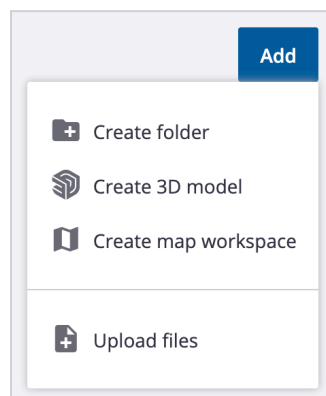 Add
Create folder
Create 3D model
Create map workspace
Upload files